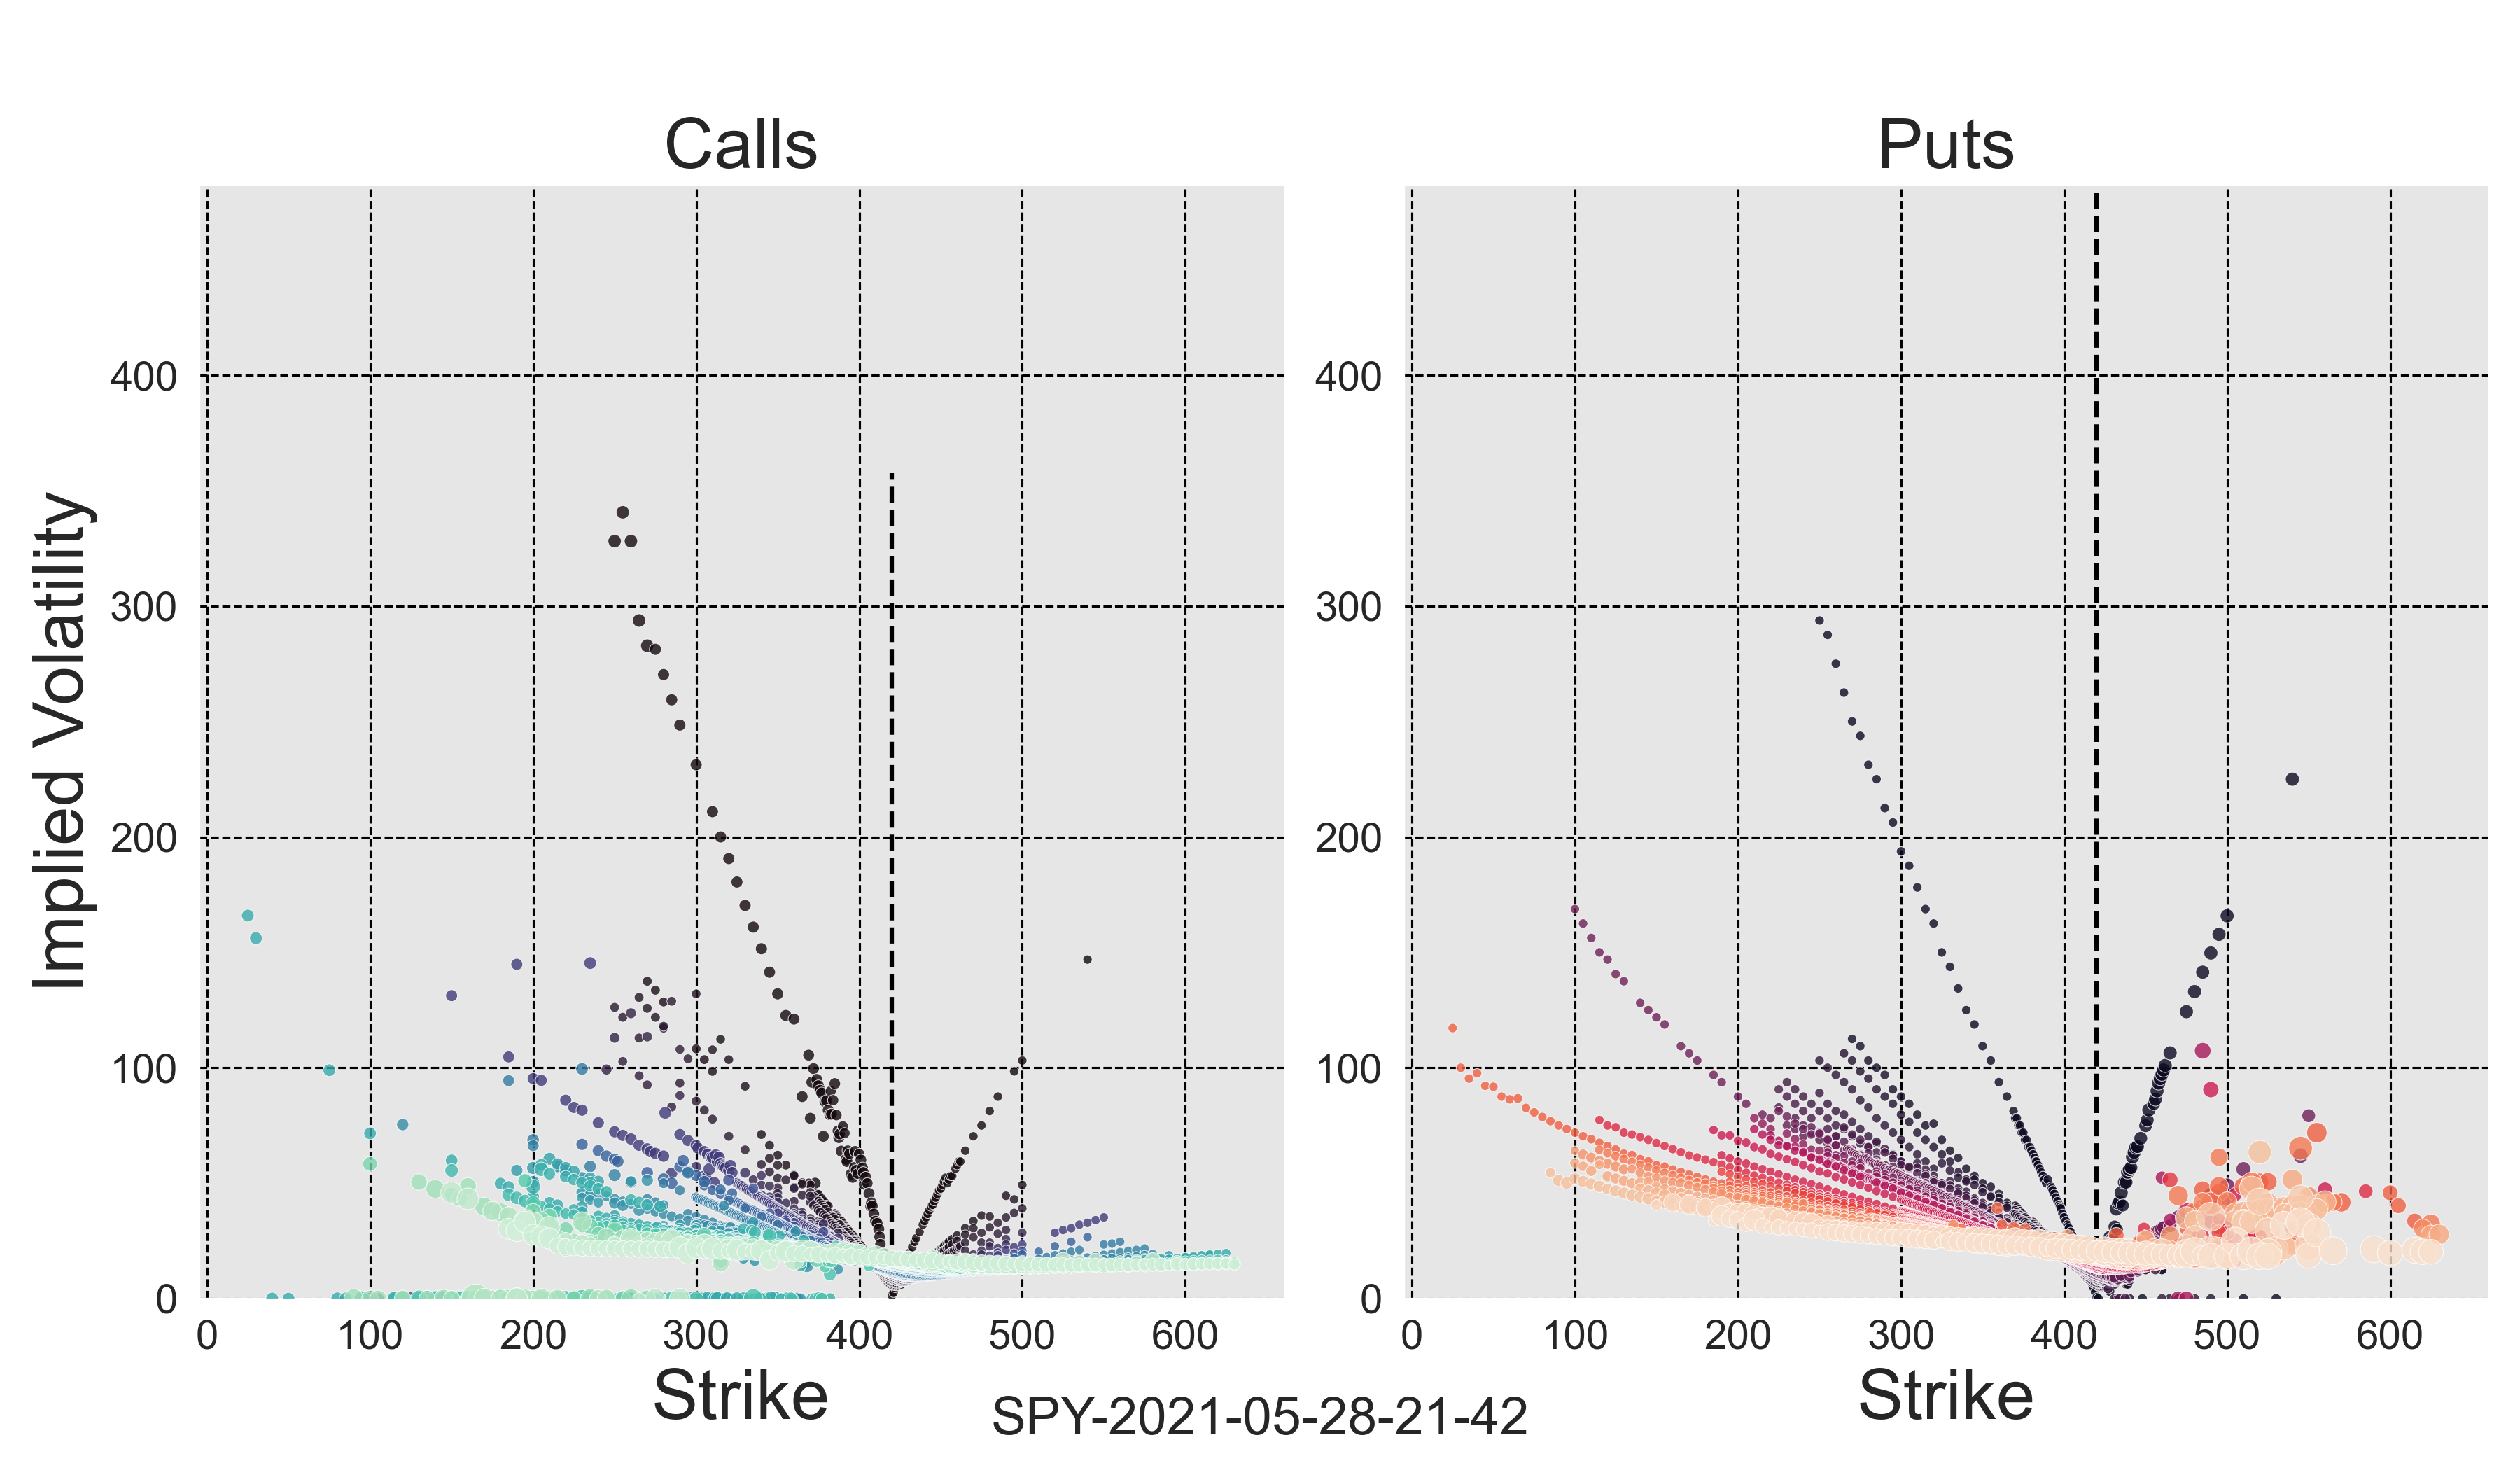 Calls Puts
Implied Volatility
400 400
300 300
200 200
100 100
0 0
0 100 200 300 400 500 600 0 100 200 300 400 500 600
Strike Strike
SPY-2021-05-28-21-42